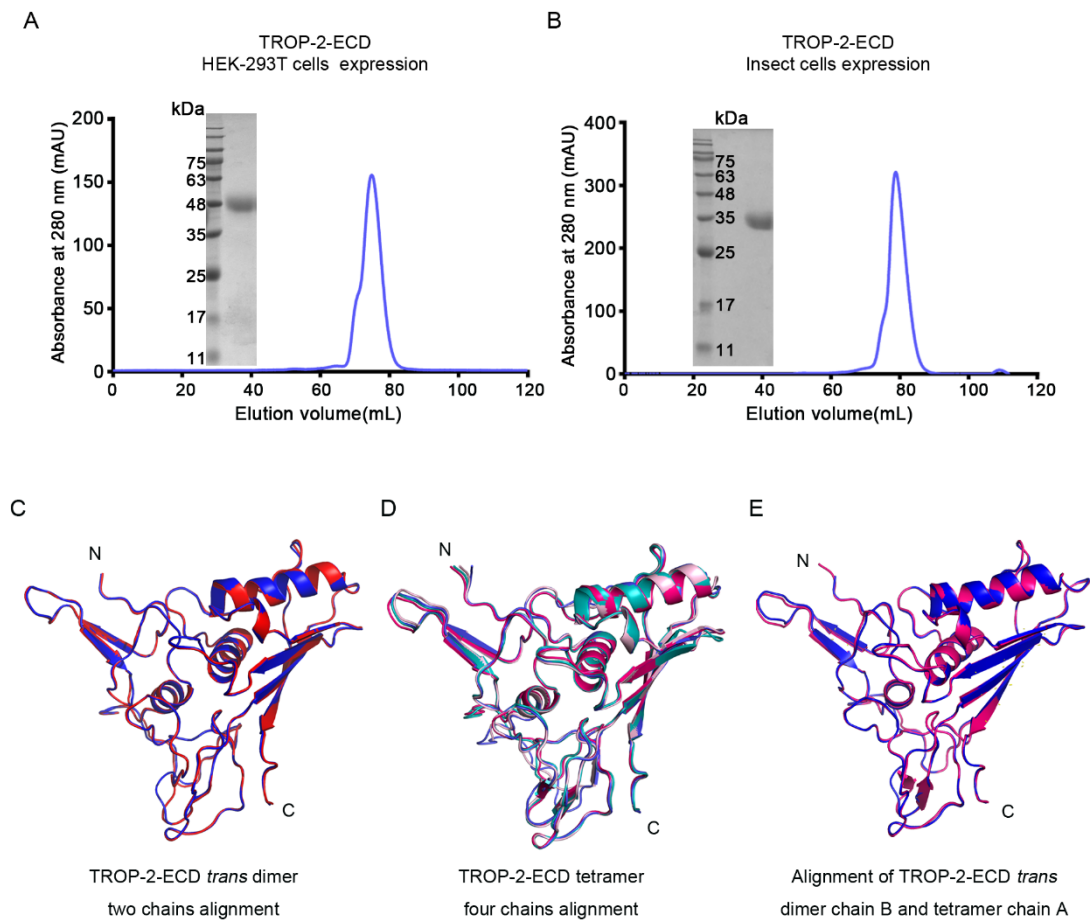 A
TROP-2-ECD
HEK-293T cells expression
Absorbance at 280 nm (mAU)
200
150
100
50
0
kDa
75
63
48
35
25
17
11
0
20
40
60
80
100
120
Elution volume(mL)
B
TROP-2-ECD
Insect cells expression
Absorbance at 280 nm (mAU)
400
300
200
100
0
kDa
75
63
48
35
25
17
11
0
20
40
60
80
100
120
Elution volume(mL)
C
N
C
TROP-2-ECD trans dimer
two chains alignment
D
N
C
TROP-2-ECD tetramer
four chains alignment
E
N
C
Alignment of TROP-2-ECD trans
dimer chain B and tetramer chain A